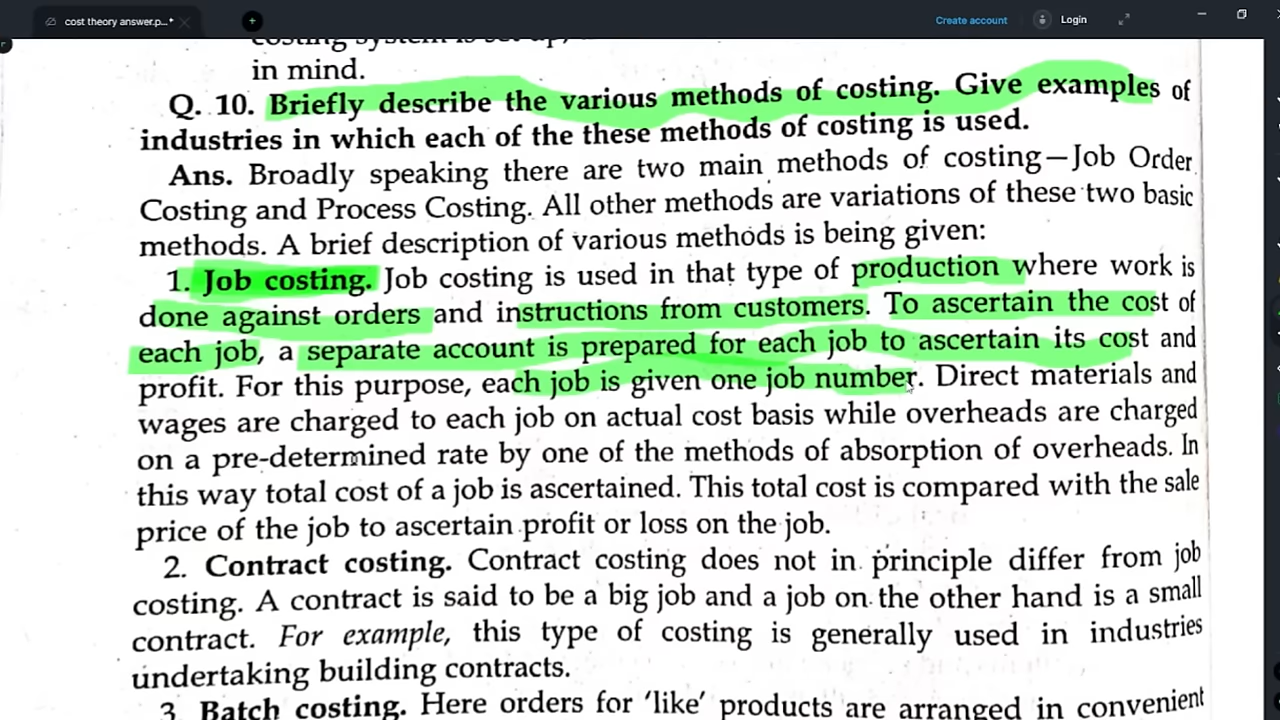 cost theory answer.p...*
Create account
Login
costing system is set up,
in mind.
Q. 10. Briefly describe the various methods of costing. Give examples of
industries in which each of the these methods of costing is used.
Ans. Broadly speaking there are two main methods of costing—Job Order
Costing and Process Costing. All other methods are variations of these two basic
methods. A brief description of various methods is being given:
1. Job costing. Job costing is used in that type of production where work is
done against orders and instructions from customers. To ascertain the cost of
each job, a separate account is prepared for each job to ascertain its cost and
profit. For this purpose, each job is given one job number. Direct materials and
wages are charged to each job on actual cost basis while overheads are charged
on a pre-determined rate by one of the methods of absorption of overheads. In
this way total cost of a job is ascertained. This total cost is compared with the sale
price of the job to ascertain profit or loss on the job.
2. Contract costing. Contract costing does not in principle differ from job
costing. A contract is said to be a big job and a job on the other hand is a small
contract. For example, this type of costing is generally used in industries
undertaking building contracts.
3. Batch costing. Here orders for 'like' products are arranged in convenient